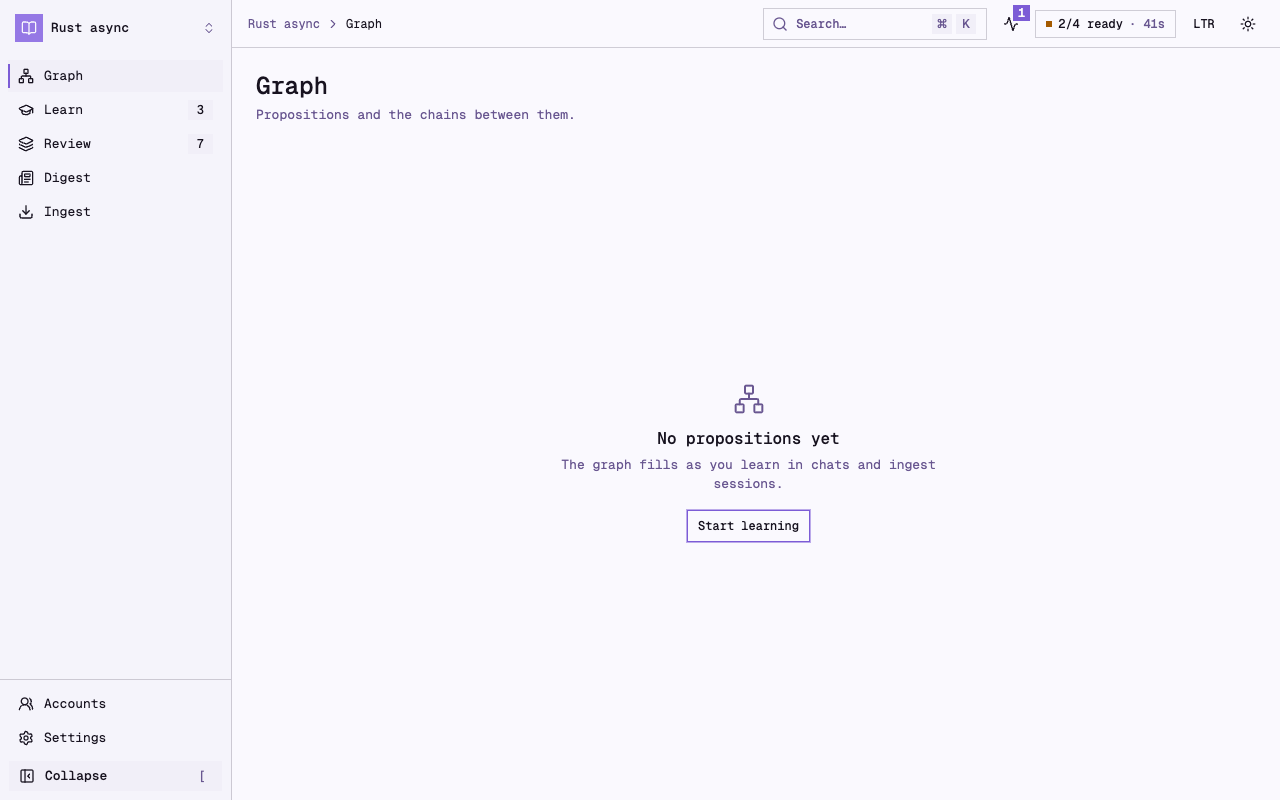 Rust async
Graph
Learn 3
Review 7
Digest
Ingest
Accounts
Settings
Collapse [
Rust async > Graph
Search… ⌘ K
1
2/4 ready · 41s
LTR
Graph
Propositions and the chains between them.
No propositions yet
The graph fills as you learn in chats and ingest
sessions.
Start learning